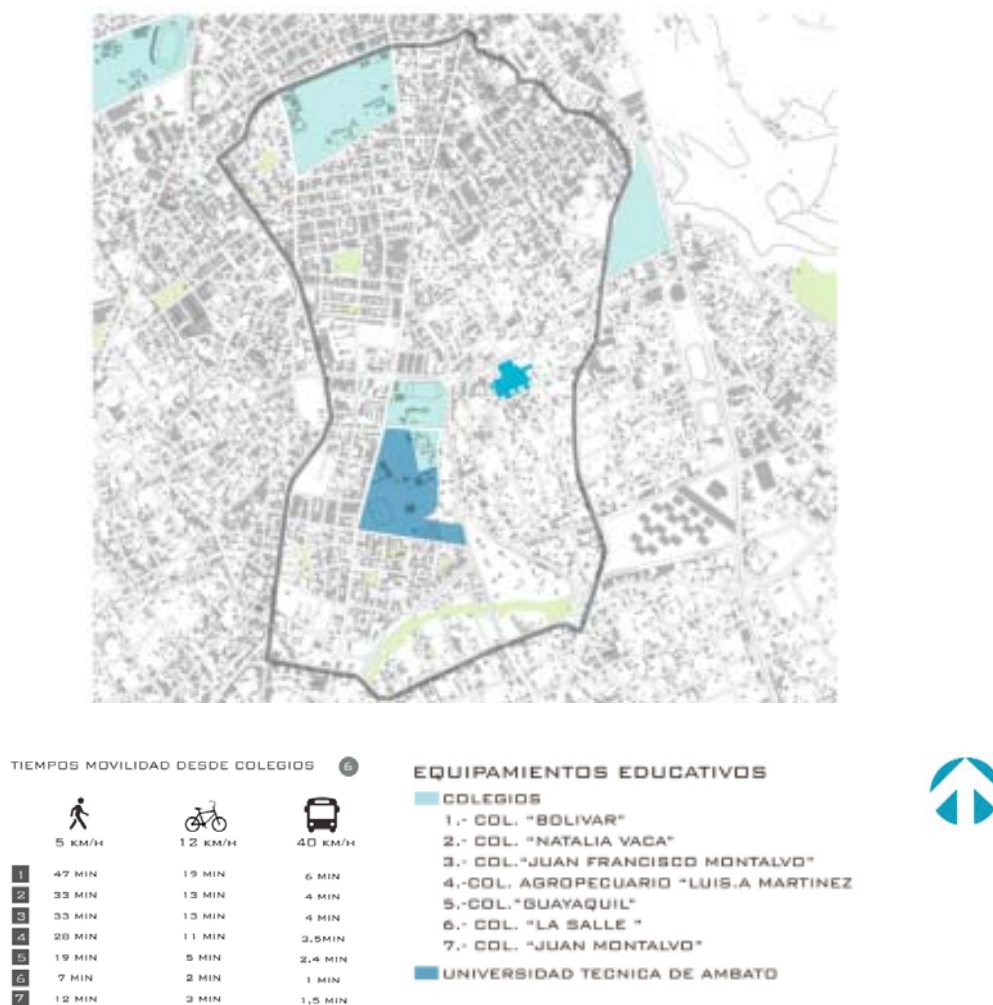 TIEMPOS MOVILIDAD DESDE COLEGIOS 6
5 KM/H 12 KM/H 40 KM/H
1 47 MIN 19 MIN 6 MIN
2 33 MIN 13 MIN 4 MIN
3 33 MIN 13 MIN 4 MIN
4 28 MIN 11 MIN 3,5MIN
5 19 MIN 5 MIN 2,4 MIN
6 7 MIN 2 MIN 1 MIN
7 12 MIN 3 MIN 1,5 MIN
EQUIPAMIENTOS EDUCATIVOS
COLEGIOS
1.- COL. "BOLIVAR"
2.- COL. "NATALIA VACA"
3.- COL."JUAN FRANCISCO MONTALVO"
4.-COL. AGROPECUARIO "LUIS.A MARTINEZ
5.-COL."GUAYAQUIL"
6.- COL. "LA SALLE "
7.- COL. "JUAN MONTALVO"
UNIVERSIDAD TECNICA DE AMBATO